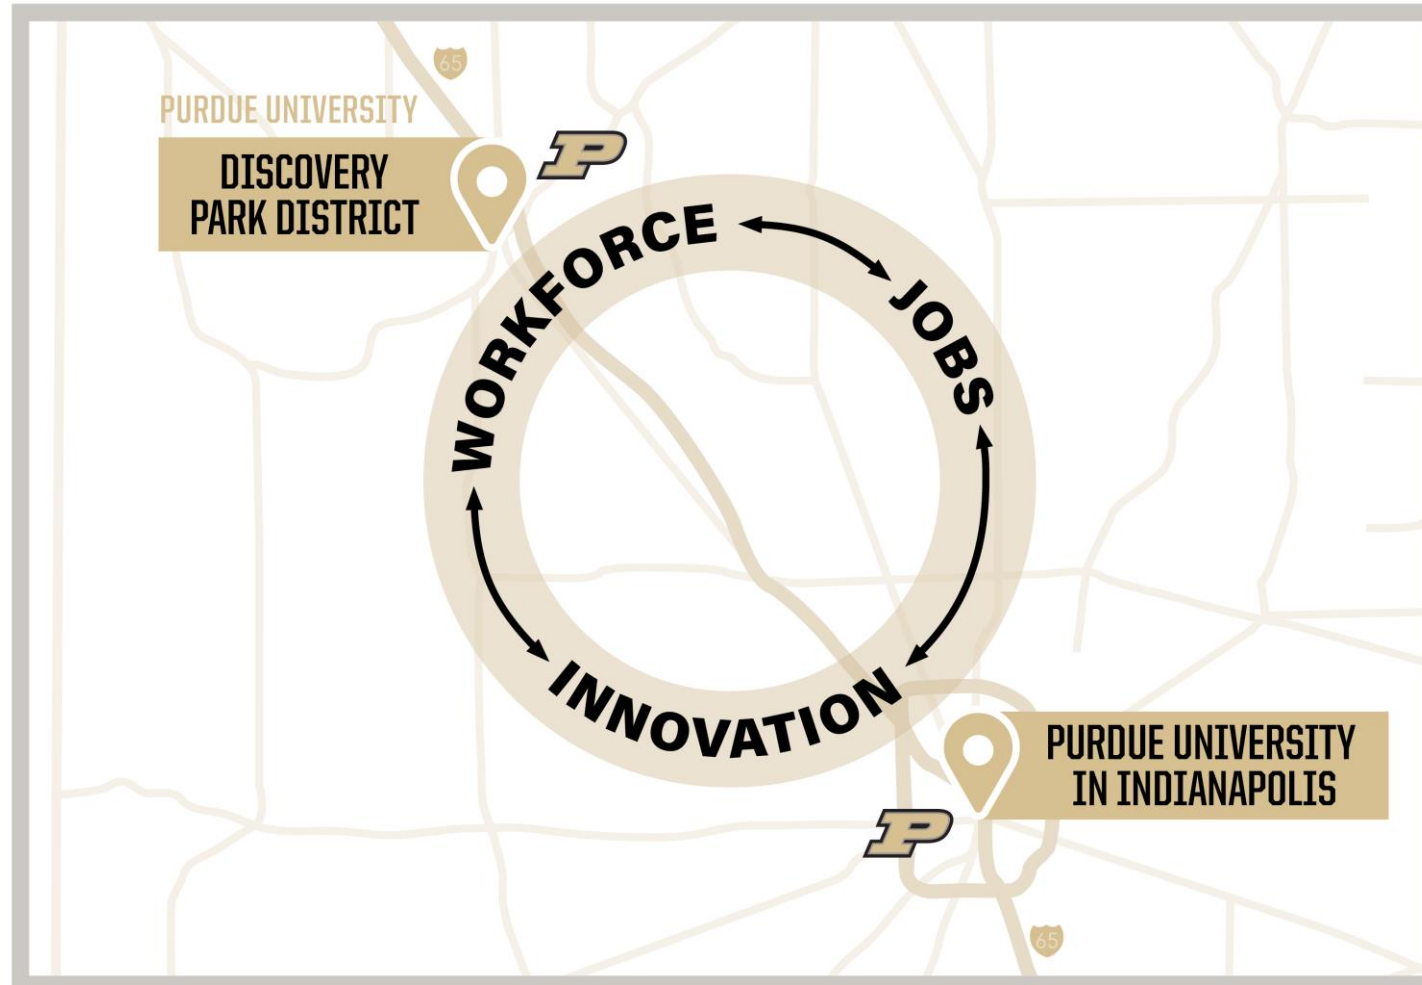 65
PURDUE UNIVERSITY
DISCOVERY
PARK DISTRICT
P
WORKFORCE
JOBS
INNOVATION
PURDUE UNIVERSITY
IN INDIANAPOLIS
P
65